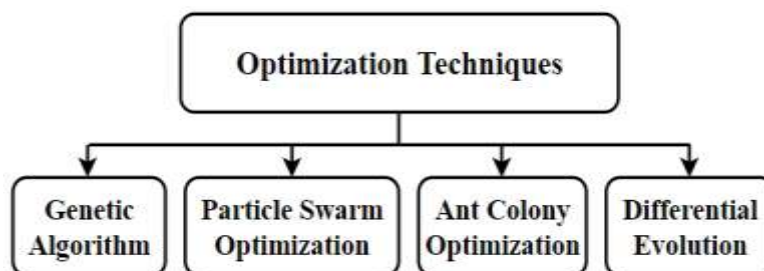 Optimization Techniques
Genetic
Algorithm
Particle Swarm
Optimization
Ant Colony
Optimization
Differential
Evolution